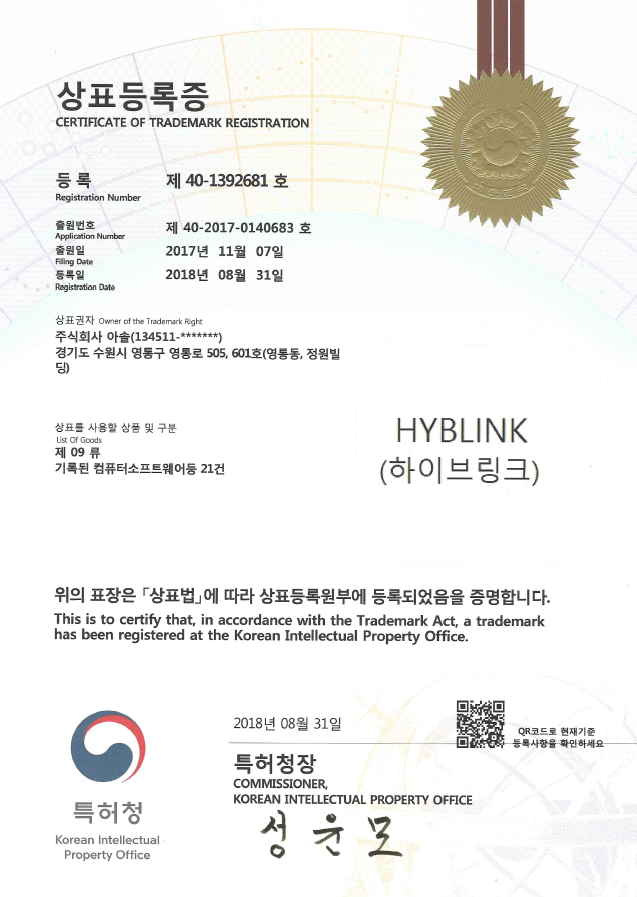 상표등록증
CERTIFICATE OF TRADEMARK REGISTRATION
등록 제 40-1392681 호
Registration Number
출원번호 제 40-2017-0140683 호
Application Number
출원일 2017년 11월 07일
Filing Date
등록일 2018년 08월 31일
Registration Date
상표권자 Owner of the Trademark Right
주식회사 아솔(134511-*******)
경기도 수원시 영통구 영통로 505, 601호(영통동, 정원빌
딩)
상표를 사용할 상품 및 구분
List Of Goods
제 09 류
기록된 컴퓨터소프트웨어등 21건
HYBLINK
(하이브링크)
위의 표장은 「상표법」에 따라 상표등록원부에 등록되었음을 증명합니다.
This is to certify that, in accordance with the Trademark Act, a trademark
has been registered at the Korean Intellectual Property Office.
2018년 08월 31일
QR코드로 현재기준
등록사항을 확인하세요
특허청장
COMMISSIONER,
KOREAN INTELLECTUAL PROPERTY OFFICE
성윤모
특허청
Korean Intellectual
Property Office